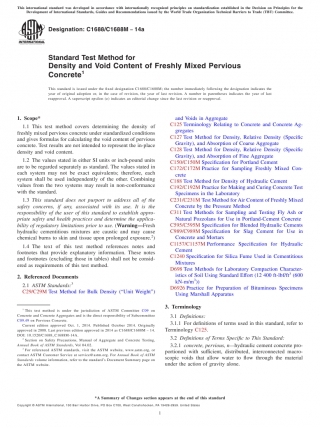 This international standard was developed in accordance with internationally recognized principles on standardization established in the Decision on Principles for the
Development of International Standards, Guides and Recommendations issued by the World Trade Organization Technical Barriers to Trade (TBT) Committee.
Designation: C1688/C1688M − 14a
Standard Test Method for
Density and Void Content of Freshly Mixed Pervious
Concrete1
This standard is issued under the fixed designation C1688/C1688M; the number immediately following the designation indicates the
year of original adoption or, in the case of revision, the year of last revision. A number in parentheses indicates the year of last
reapproval. A superscript epsilon (ε) indicates an editorial change since the last revision or reapproval.
1. Scope*
1.1 This test method covers determining the density of
freshly mixed pervious concrete under standardized conditions
and gives formulas for calculating the void content of pervious
concrete. Test results are not intended to represent the in-place
density and void content.
1.2 The values stated in either SI units or inch-pound units
are to be regarded separately as standard. The values stated in
each system may not be exact equivalents; therefore, each
system shall be used independently of the other. Combining
values from the two systems may result in non-conformance
with the standard.
1.3 This standard does not purport to address all of the
safety concerns, if any, associated with its use. It is the
responsibility of the user of this standard to establish appro-
priate safety and health practices and determine the applica-
bility of regulatory limitations prior to use. (Warning—Fresh
hydraulic cementitious mixtures are caustic and may cause
chemical burns to skin and tissue upon prolonged exposure.2)
1.4 The text of this test method references notes and
footnotes that provide explanatory information. These notes
and footnotes (excluding those in tables) shall not be consid-
ered as requirements of this test method.
2. Referenced Documents
2.1 ASTM Standards:3
C29/C29M Test Method for Bulk Density ("Unit Weight")
1 This test method is under the jurisdiction of ASTM Committee C09 on
Concrete and Concrete Aggregates and is the direct responsibility of Subcommittee
C09.49 on Pervious Concrete.
Current edition approved Oct. 1, 2014. Published October 2014. Originally
approved in 2008. Last previous edition approved in 2014 as C1688/C1688M – 14.
DOI: 10.1520/C1688_C1688M-14A.
2 Section on Safety Precautions, Manual of Aggregate and Concrete Testing,
Annual Book of ASTM Standards, Vol 04.02.
3 For referenced ASTM standards, visit the ASTM website, www.astm.org, or
contact ASTM Customer Service at service@astm.org. For Annual Book of ASTM
Standards volume information, refer to the standard's Document Summary page on
the ASTM website.
and Voids in Aggregate
C125 Terminology Relating to Concrete and Concrete Ag-
gregates
C127 Test Method for Density, Relative Density (Specific
Gravity), and Absorption of Coarse Aggregate
C128 Test Method for Density, Relative Density (Specific
Gravity), and Absorption of Fine Aggregate
C150/C150M Specification for Portland Cement
C172/C172M Practice for Sampling Freshly Mixed Con-
crete
C188 Test Method for Density of Hydraulic Cement
C192/C192M Practice for Making and Curing Concrete Test
Specimens in the Laboratory
C231/C231M Test Method for Air Content of Freshly Mixed
Concrete by the Pressure Method
C311 Methods for Sampling and Testing Fly Ash or
Natural Pozzolans for Use in Portland-Cement Concrete
C595/C595M Specification for Blended Hydraulic Cements
C989/C989M Specification for Slag Cement for Use in
Concrete and Mortars
C1157/C1157M Performance Specification for Hydraulic
Cement
C1240 Specification for Silica Fume Used in Cementitious
Mixtures
D698 Test Methods for Laboratory Compaction Character-
istics of Soil Using Standard Effort (12 400 ft-lbf/ft3 (600
kN-m/m3))
D6926 Practice for Preparation of Bituminous Specimens
Using Marshall Apparatus
3. Terminology
3.1 Definitions:
3.1.1 For definitions of terms used in this standard, refer to
Terminology C125.
3.2 Definitions of Terms Specific to This Standard:
3.2.1 concrete, pervious, n—hydraulic cement concrete pro-
portioned with sufficient, distributed, interconnected macro-
scopic voids that allow water to flow through the material
under the action of gravity alone.
*A Summary of Changes section appears at the end of this standard
Copyright © ASTM International, 100 Barr Harbor Drive, PO Box C700, West Conshohocken, PA 19428-2959. United States
1